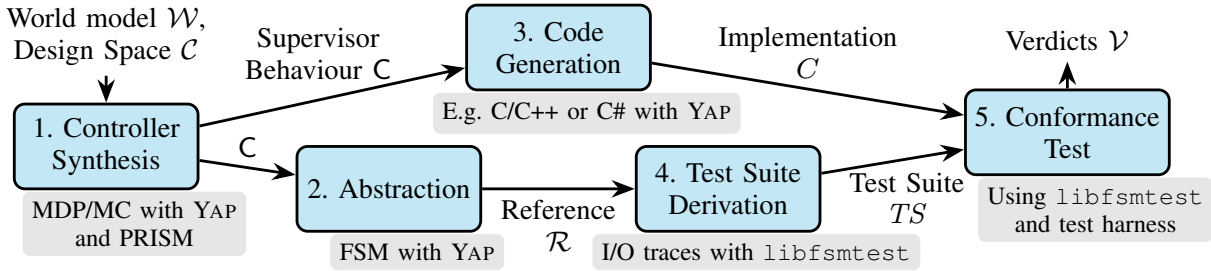 World model 𝒲,
Design Space 𝒞
1. Controller
Synthesis
MDP/MC with YAP
and PRISM
Supervisor
Behaviour C
C
3. Code
Generation
E.g. C/C++ or C# with YAP
2. Abstraction
FSM with YAP
Reference
ℛ
4. Test Suite
Derivation
I/O traces with libfsmtest
Implementation
C
Test Suite
TS
Verdicts 𝒱
5. Conformance
Test
Using libfsmtest
and test harness